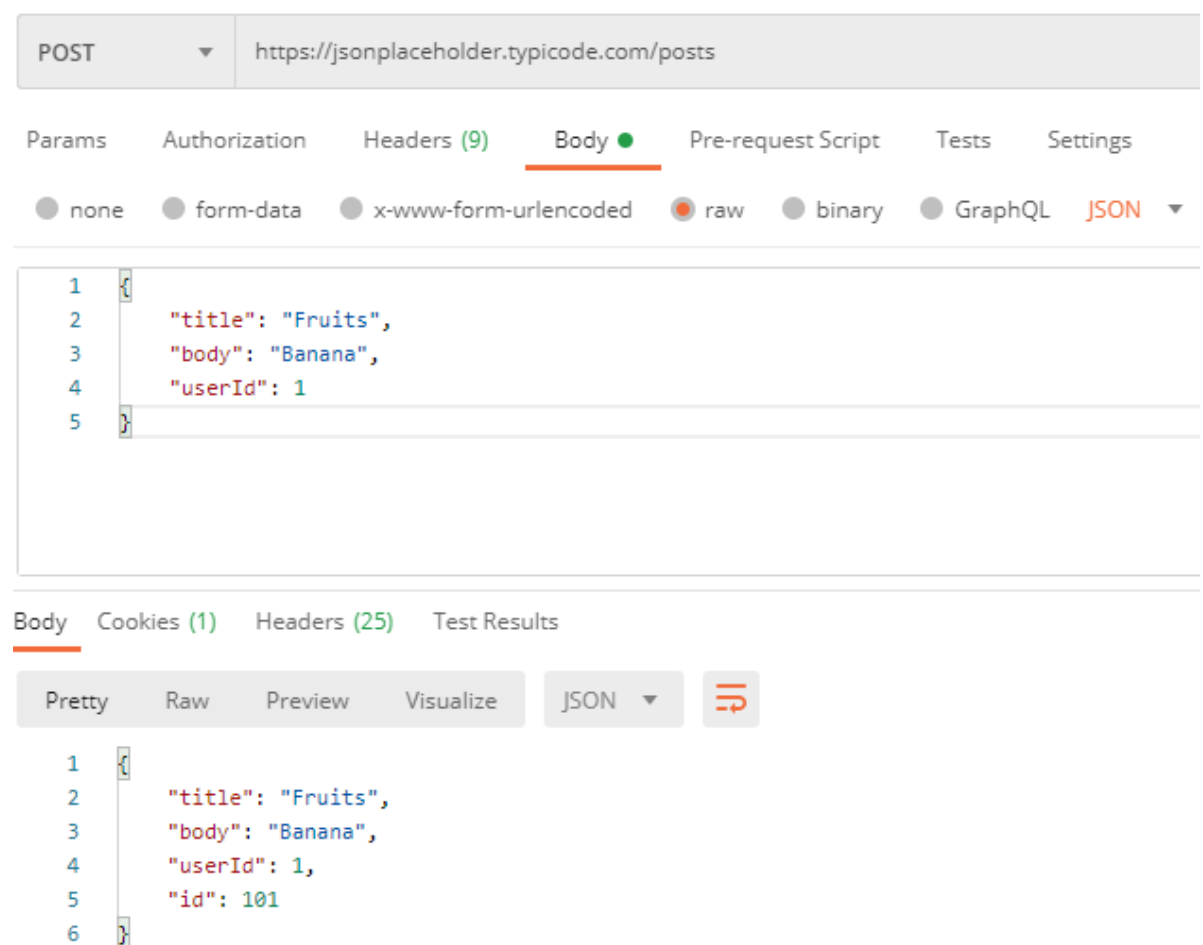 POST https://jsonplaceholder.typicode.com/posts
Params Authorization Headers (9) Body Pre-request Script Tests Settings
none form-data x-www-form-urlencoded raw binary GraphQL JSON
1 {
2 "title": "Fruits",
3 "body": "Banana",
4 "userId": 1
5 }
Body Cookies (1) Headers (25) Test Results
Pretty Raw Preview Visualize JSON
1 {
2 "title": "Fruits",
3 "body": "Banana",
4 "userId": 1,
5 "id": 101
6 }